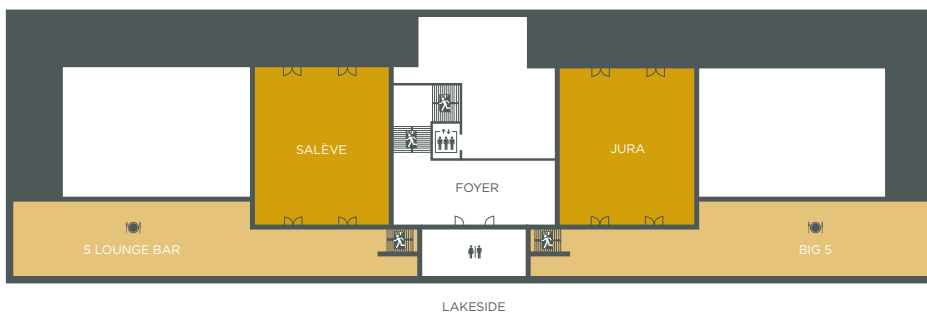 SALÈVE
JURA
FOYER
5 LOUNGE BAR
BIG 5
LAKESIDE